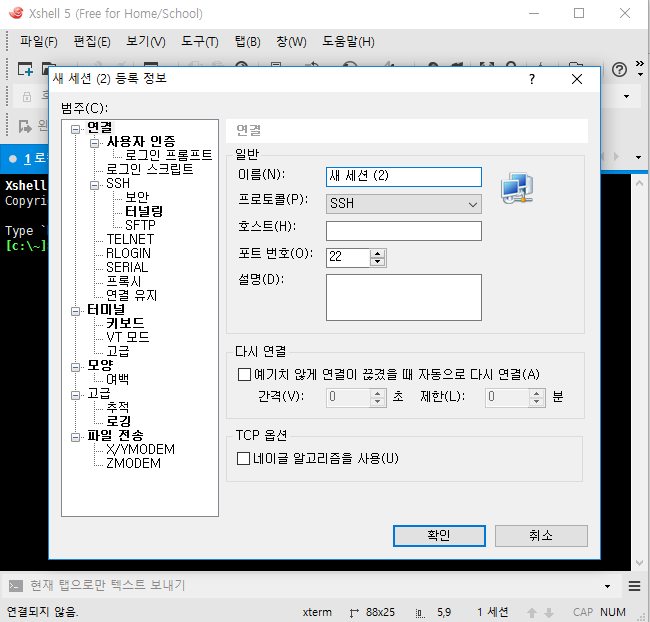 Xshell 5 (Free for Home/School)
파일(F) 편집(E) 보기(V) 도구(T) 탭(B) 창(W) 도움말(H)
새 세션 (2) 등록 정보
범주(C):
연결
사용자 인증
로그인 프롬프트
로그인 스크립트
SSH
보안
터널링
SFTP
TELNET
RLOGIN
SERIAL
프록시
연결 유지
터미널
키보드
VT 모드
고급
모양
여백
고급
추적
로깅
파일 전송
X/YMODEM
ZMODEM
연결
일반
이름(N): 새 세션 (2)
프로토콜(P): SSH
호스트(H):
포트 번호(O): 22
설명(D):
다시 연결
예기치 않게 연결이 끊겼을 때 자동으로 다시 연결(A)
간격(V): 0 초 제한(L): 0 분
TCP 옵션
네이글 알고리즘을 사용(U)
확인 취소
1
Xshell
Copyri
Type `
[c:\~]
현재 탭으로만 텍스트 보내기
연결되지 않음. xterm 88x25 5,9 1 세션 CAP NUM